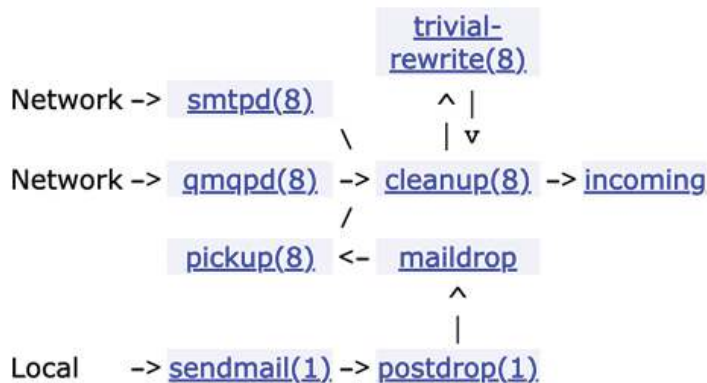 trivial-
rewrite(8)
Network -> smtpd(8) ^ |
\ | v
Network -> qmqpd(8) -> cleanup(8) -> incoming
/
pickup(8) <- maildrop
^
|
Local -> sendmail(1) -> postdrop(1)